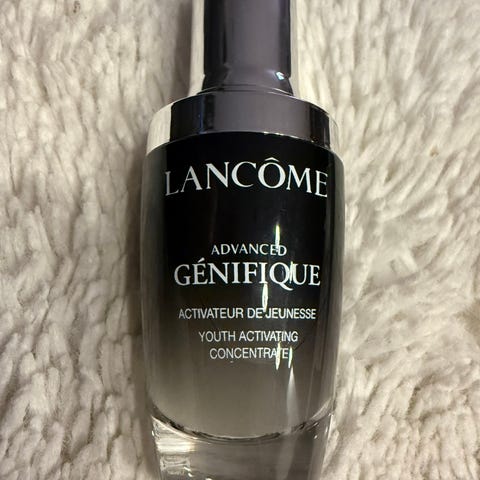 LANCÔME
ADVANCED
GÉNIFIQUE
ACTIVATEUR DE JEUNESSE
YOUTH ACTIVATING
CONCENTRATE